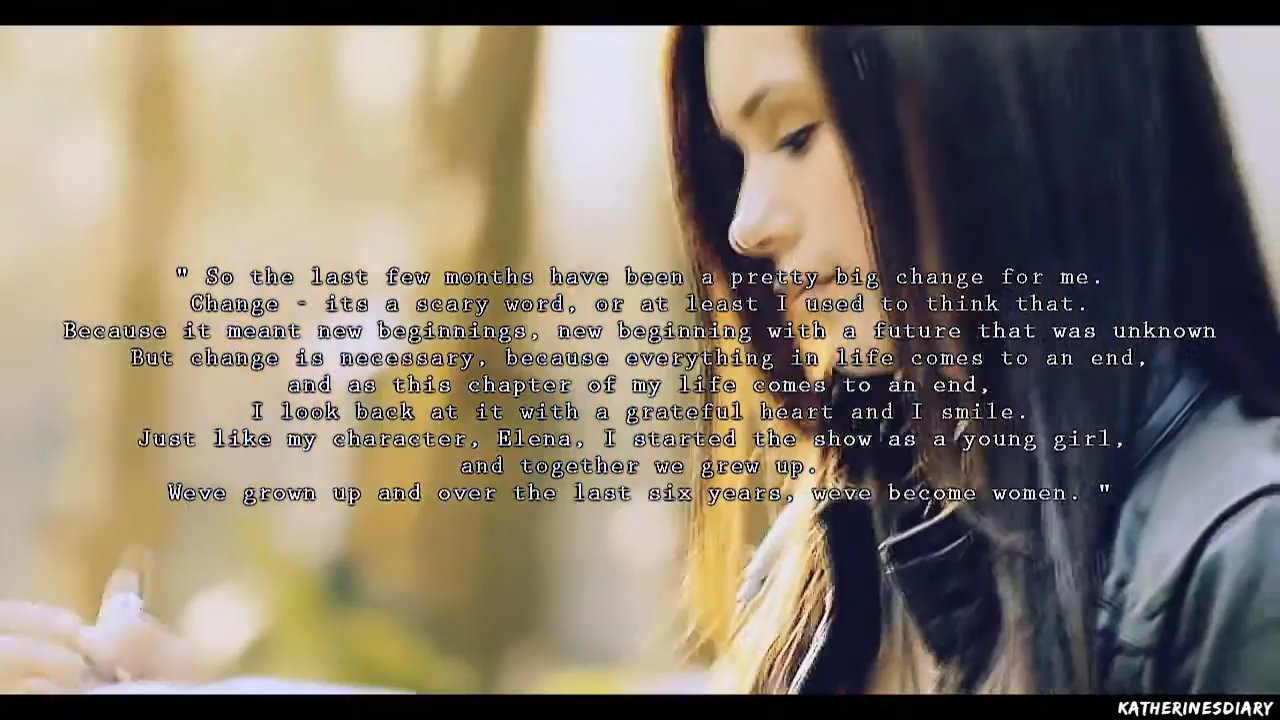 " So the last few months have been a pretty big change for me.
Change - its a scary word, or at least I used to think that.
Because it meant new beginnings, new beginning with a future that was unknown
But change is necessary, because everything in life comes to an end,
and as this chapter of my life comes to an end,
I look back at it with a grateful heart and I smile.
Just like my character, Elena, I started the show as a young girl,
and together we grew up.
Weve grown up and over the last six years, weve become women. "
KATHERINESDIARY